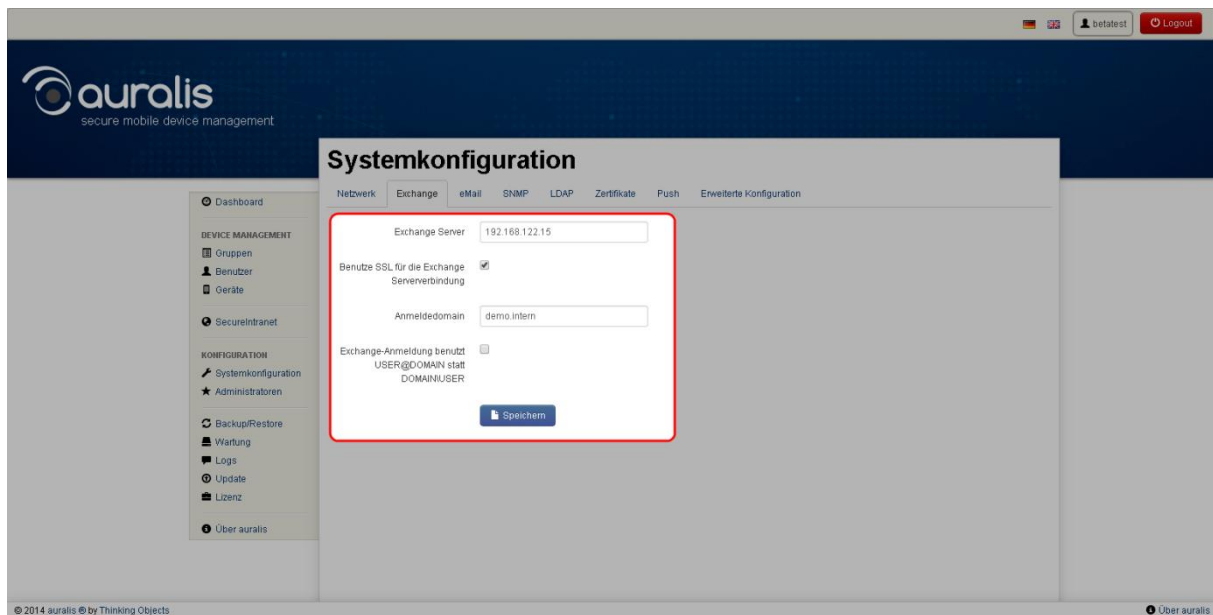 betatest
Logout
auralis
secure mobile device management
Systemkonfiguration
Netzwerk Exchange eMail SNMP LDAP Zertifikate Push Erweiterte Konfiguration
Dashboard
DEVICE MANAGEMENT
Gruppen
Benutzer
Geräte
SecureIntranet
KONFIGURATION
Systemkonfiguration
Administratoren
Backup/Restore
Wartung
Logs
Update
Lizenz
Über auralis
Exchange Server 192.168.122.15
Benutze SSL für die Exchange
Serververbindung
Anmeldedomain demo.intern
Exchange-Anmeldung benutzt
USER@DOMAIN statt
DOMAIN\USER
Speichern
© 2014 auralis ® by Thinking Objects
Über auralis